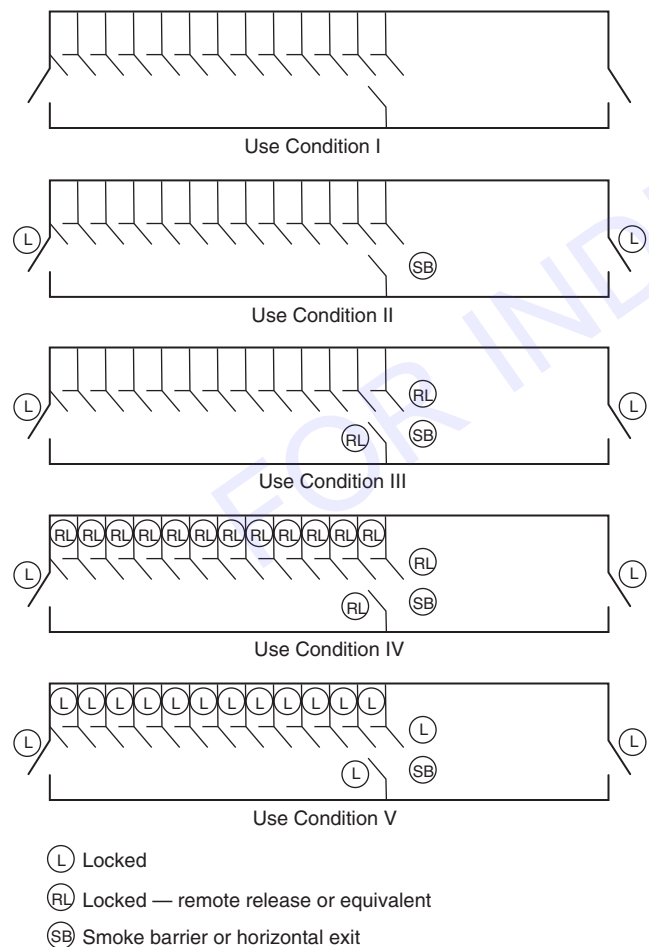 Use Condition I
L L
SB
Use Condition II
L RL L
RL SB
Use Condition III
RL RL RL RL RL RL RL RL RL RL RL RL
L RL L
RL SB
Use Condition IV
L L L L L L L L L L L L
L L L
L SB
Use Condition V
L Locked
RL Locked — remote release or equivalent
SB Smoke barrier or horizontal exit
FOR IND